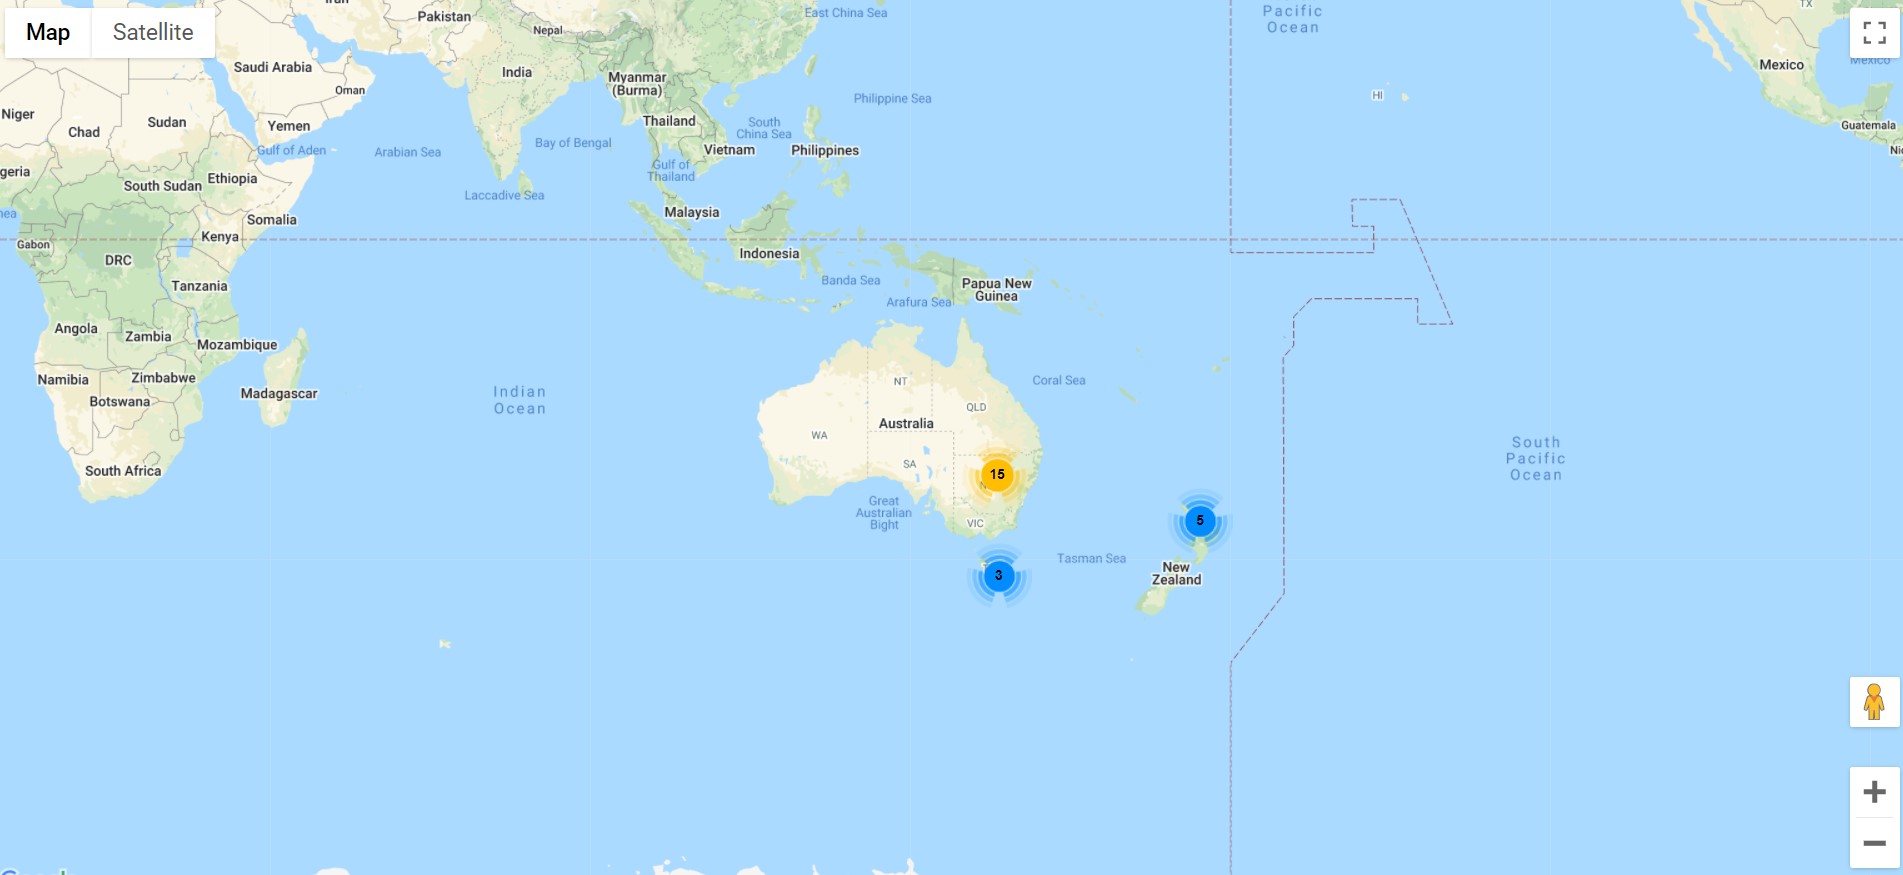 Map
Satellite
Pakistan
East China Sea
Pacific
Ocean
TX
Nepal
Saudi Arabia
India
Mexico
Mexico
Oman
Myanmar
(Burma)
Philippine Sea
HI
Niger
Sudan
Yemen
Thailand
South
China Sea
Guatemala
Chad
Gulf of Aden
Arabian Sea
Bay of Bengal
Vietnam
Philippines
geria
South Sudan
Ethiopia
Gulf of
Thailand
Laccadive Sea
Malaysia
Somalia
Kenya
Gabon
DRC
Indonesia
Tanzania
Banda Sea
Papua New
Guinea
Arafura Sea
Angola
Zambia
Mozambique
Namibia
Zimbabwe
Botswana
Madagascar
Indian
Ocean
NT
Coral Sea
QLD
Australia
WA
SA
South Africa
15
South
Pacific
Ocean
Great
Australian
Bight
VIC
5
Tasman Sea
3
New
Zealand